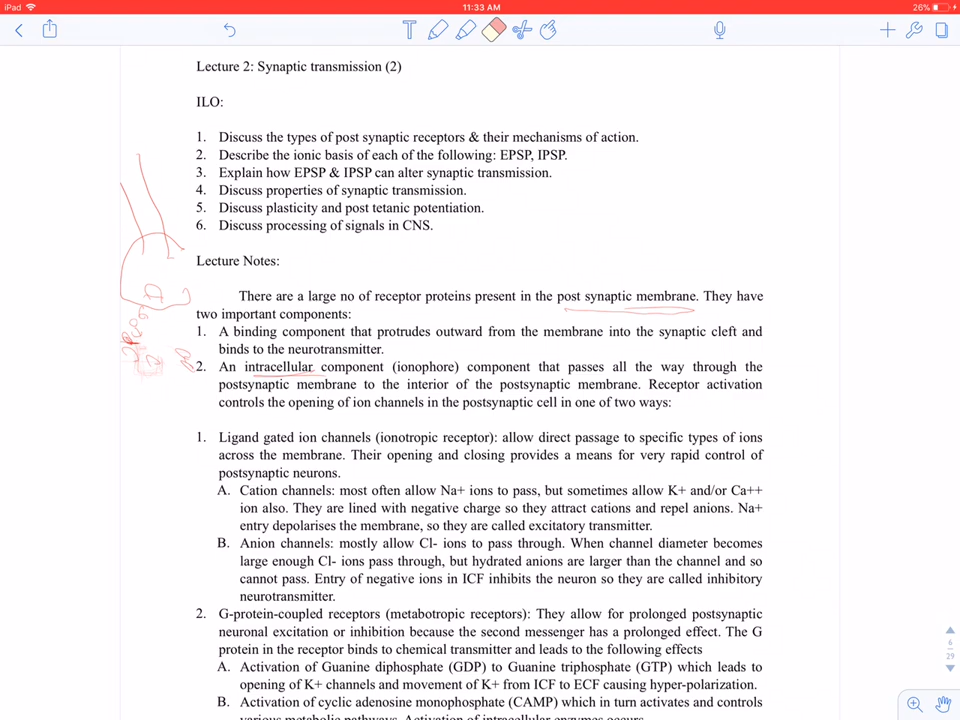 iPad
11:33 AM
26%
Lecture 2: Synaptic transmission (2)
ILO:
1. Discuss the types of post synaptic receptors & their mechanisms of action.
2. Describe the ionic basis of each of the following: EPSP, IPSP.
3. Explain how EPSP & IPSP can alter synaptic transmission.
4. Discuss properties of synaptic transmission.
5. Discuss plasticity and post tetanic potentiation.
6. Discuss processing of signals in CNS.
Lecture Notes:
There are a large no of receptor proteins present in the post synaptic membrane. They have
two important components:
1. A binding component that protrudes outward from the membrane into the synaptic cleft and
binds to the neurotransmitter.
2. An intracellular component (ionophore) component that passes all the way through the
postsynaptic membrane to the interior of the postsynaptic membrane. Receptor activation
controls the opening of ion channels in the postsynaptic cell in one of two ways:
1. Ligand gated ion channels (ionotropic receptor): allow direct passage to specific types of ions
across the membrane. Their opening and closing provides a means for very rapid control of
postsynaptic neurons.
A. Cation channels: most often allow Na+ ions to pass, but sometimes allow K+ and/or Ca++
ion also. They are lined with negative charge so they attract cations and repel anions. Na+
entry depolarises the membrane, so they are called excitatory transmitter.
B. Anion channels: mostly allow Cl- ions to pass through. When channel diameter becomes
large enough Cl- ions pass through, but hydrated anions are larger than the channel and so
cannot pass. Entry of negative ions in ICF inhibits the neuron so they are called inhibitory
neurotransmitter.
2. G-protein-coupled receptors (metabotropic receptors): They allow for prolonged postsynaptic
neuronal excitation or inhibition because the second messenger has a prolonged effect. The G
protein in the receptor binds to chemical transmitter and leads to the following effects
A. Activation of Guanine diphosphate (GDP) to Guanine triphosphate (GTP) which leads to
opening of K+ channels and movement of K+ from ICF to ECF causing hyper-polarization.
B. Activation of cyclic adenosine monophosphate (CAMP) which in turn activates and controls
various metabolic pathways. Activation of intracellular enzymes occurs
6
29